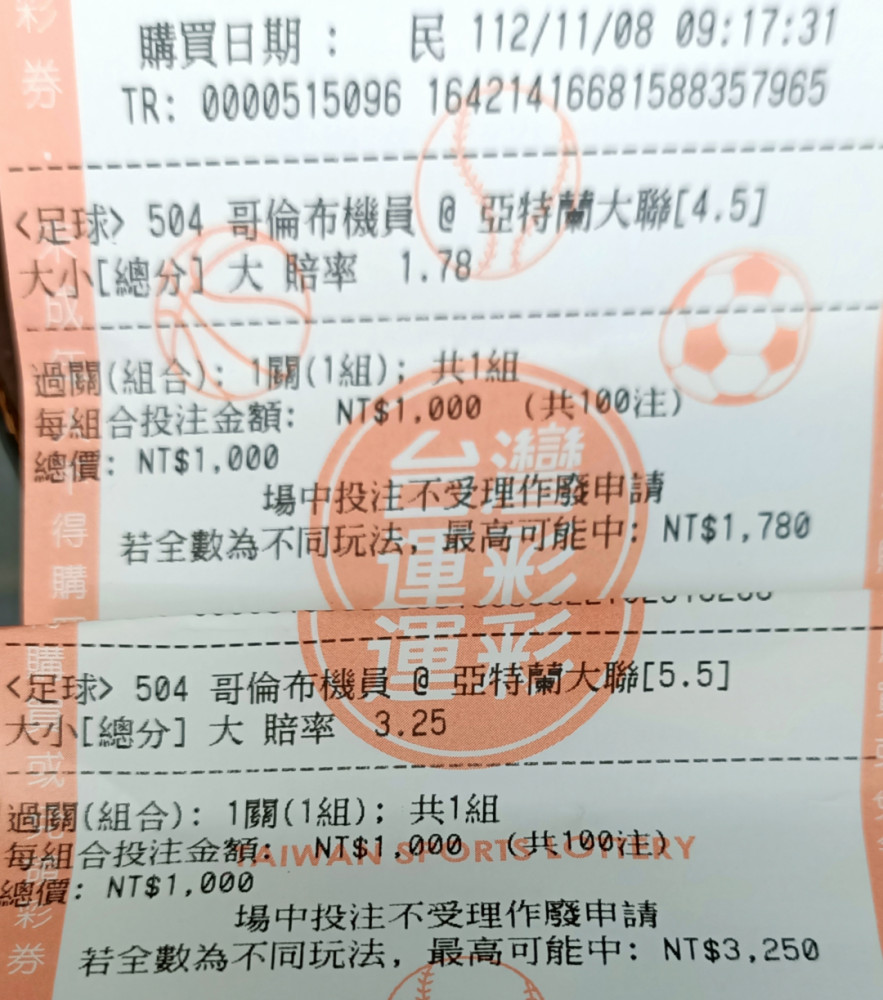 購買日期： 民 112/11/08 09:17:31
TR: 0000515096 16421416681588357965
<足球> 504 哥倫布機員 @ 亞特蘭大聯[4.5]
大小[總分] 大 賠率 1.78
過關(組合): 1關(1組); 共1組
每組合投注金額: NT$1,000 (共100注)
總價: NT$1,000
場中投注不受理作廢申請
若全數為不同玩法, 最高可能中: NT$1,780
台灣
運彩
運彩
<足球> 504 哥倫布機員 @ 亞特蘭大聯[5.5]
大小[總分] 大 賠率 3.25
過關(組合): 1關(1組); 共1組
每組合投注金額: NT$1,000 (共100注)
TAIWAN SPORTS LOTTERY
總價: NT$1,000
場中投注不受理作廢申請
若全數為不同玩法, 最高可能中: NT$3,250
彩券
得購
彩券